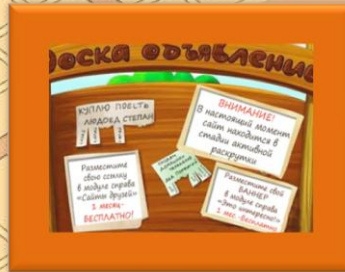 Доска объявлений
КУПЛЮ ПОЕСТЬ
ЛЮДОЕД СТЕПАН
ВНИМАНИЕ!
В настоящий момент
сайт находится в
стадии активной
раскрутки
Разместите
свою ссылку
в модуле справа
«Сайты друзей»
1 месяц -
БЕСПЛАТНО!
Разместите свой
БАННЕР
в модуле справа
«Это интересно!»
1 мес. - бесплатно